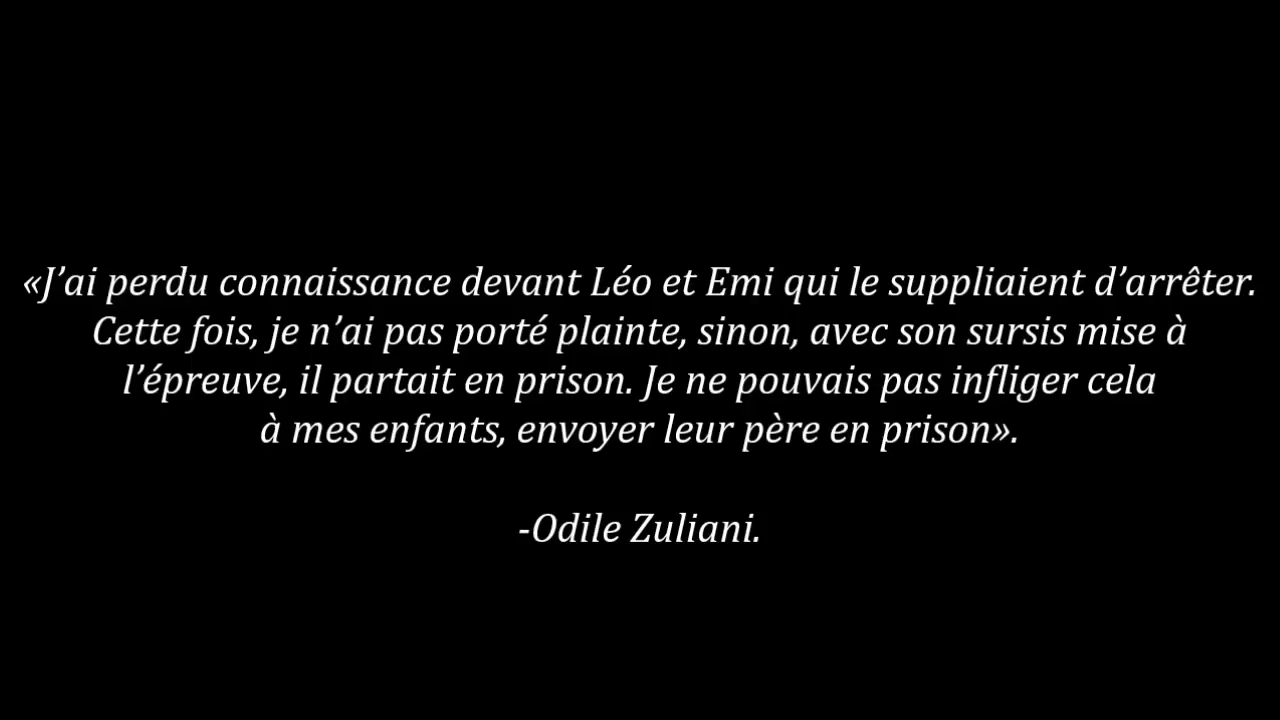 «J’ai perdu connaissance devant Léo et Emi qui le suppliaient d’arrêter.
Cette fois, je n’ai pas porté plainte, sinon, avec son sursis mise à
l’épreuve, il partait en prison. Je ne pouvais pas infliger cela
à mes enfants, envoyer leur père en prison».
-Odile Zuliani.